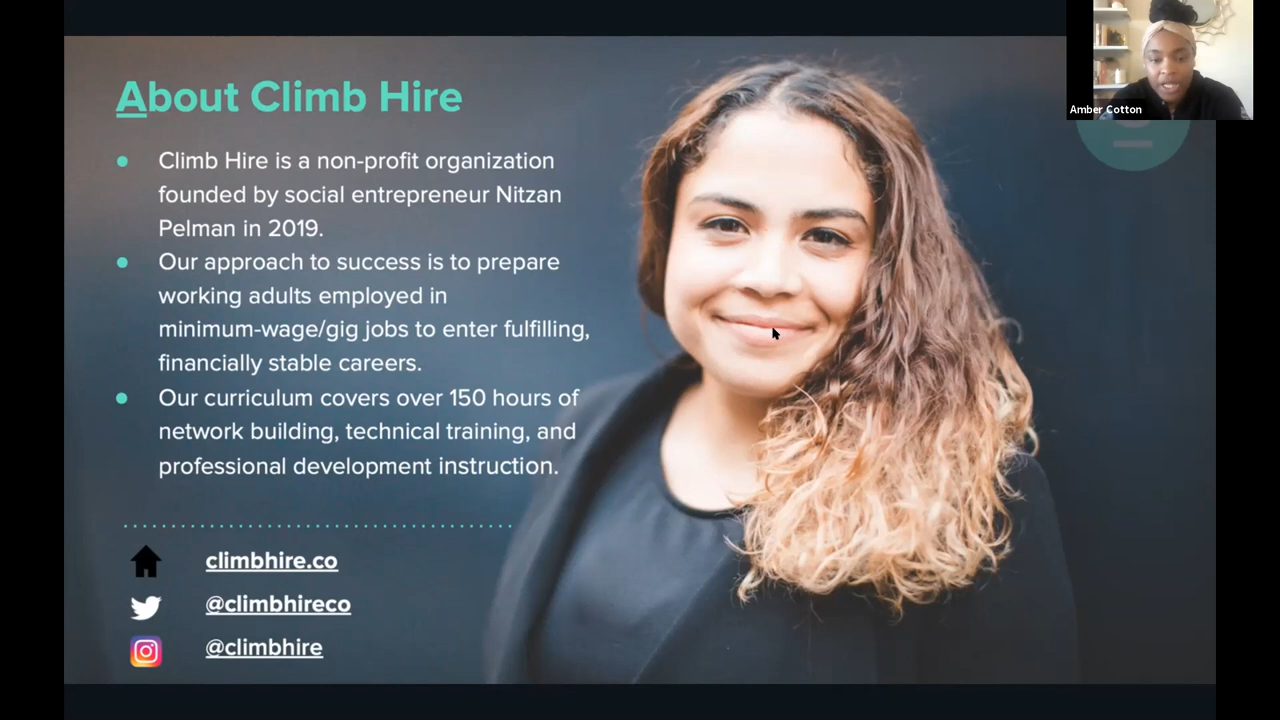 About Climb Hire
Climb Hire is a non-profit organization
founded by social entrepreneur Nitzan
Pelman in 2019.
Our approach to success is to prepare
working adults employed in
minimum-wage/gig jobs to enter fulfilling,
financially stable careers.
Our curriculum covers over 150 hours of
network building, technical training, and
professional development instruction.
climbhire.co
@climbhireco
@climbhire
Amber Cotton